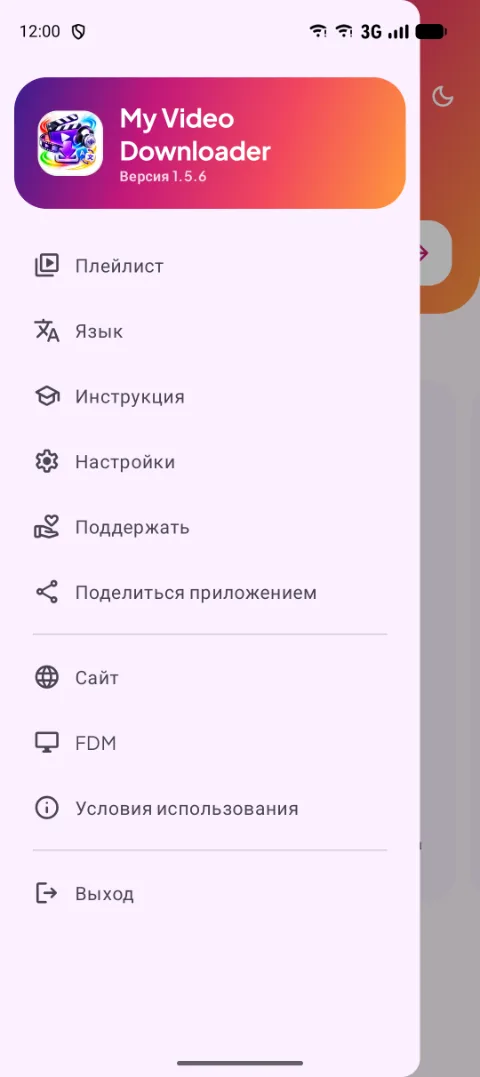 12:00
3G
My Video
Downloader
Версия 1.5.6
Плейлист
Язык
Инструкция
Настройки
Поддержать
Поделиться приложением
Сайт
FDM
Условия использования
Выход